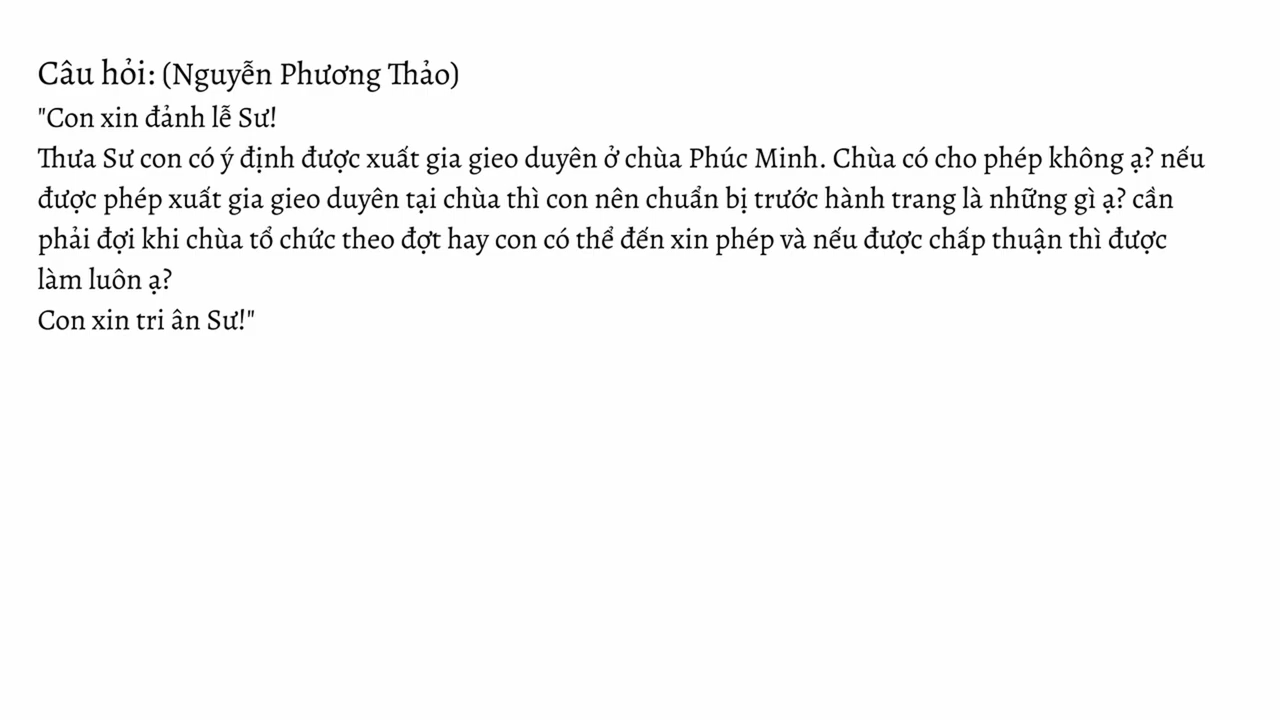 Câu hỏi: (Nguyễn Phương Thảo)
"Con xin đảnh lễ Sư!
Thưa Sư con có ý định được xuất gia gieo duyên ở chùa Phúc Minh. Chùa có cho phép không ạ? nếu
được phép xuất gia gieo duyên tại chùa thì con nên chuẩn bị trước hành trang là những gì ạ? cần
phải đợi khi chùa tổ chức theo đợt hay con có thể đến xin phép và nếu được chấp thuận thì được
làm luôn ạ?
Con xin tri ân Sư!"